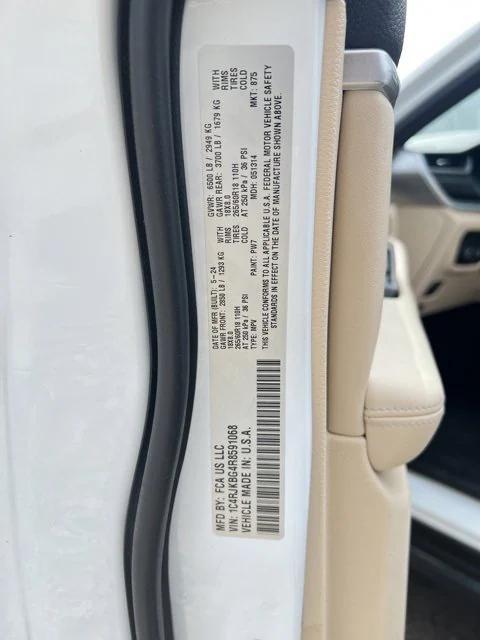 MFD BY: FCA US LLC
VIN: 1C4RJKBG4R8591068
VEHICLE MADE IN: U.S.A.
DATE OF MFR (BUILT): 5-24
GAWR FRONT: 2850 LB / 1293 KG WITH
18X8.0 RIMS
265/60R18 110H TIRES
AT 250 kPa / 36 PSI COLD
TYPE: MPV PAINT: PW7
GVWR: 6500 LB / 2949 KG
GAWR REAR: 3700 LB / 1679 KG WITH
18X8.0 RIMS
265/60R18 110H TIRES
AT 250 kPa / 36 PSI COLD
MDH: 051314 MKT: 875
THIS VEHICLE CONFORMS TO ALL APPLICABLE U.S.A. FEDERAL MOTOR VEHICLE SAFETY
STANDARDS IN EFFECT ON THE DATE OF MANUFACTURE SHOWN ABOVE.